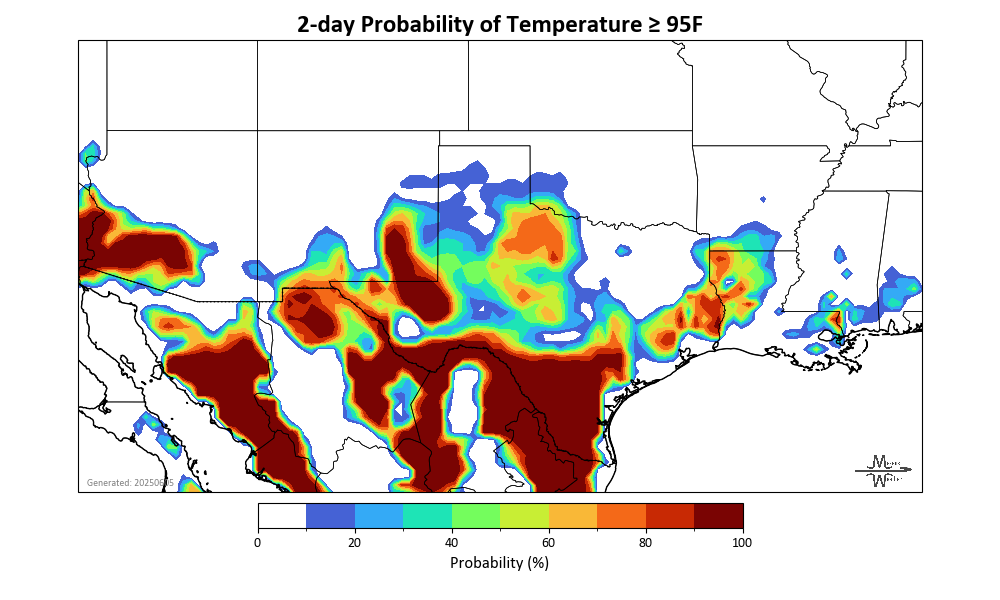 2-day Probability of Temperature ≥ 95F
Generated: 20250605
0 20 40 60 80 100
Probability (%)